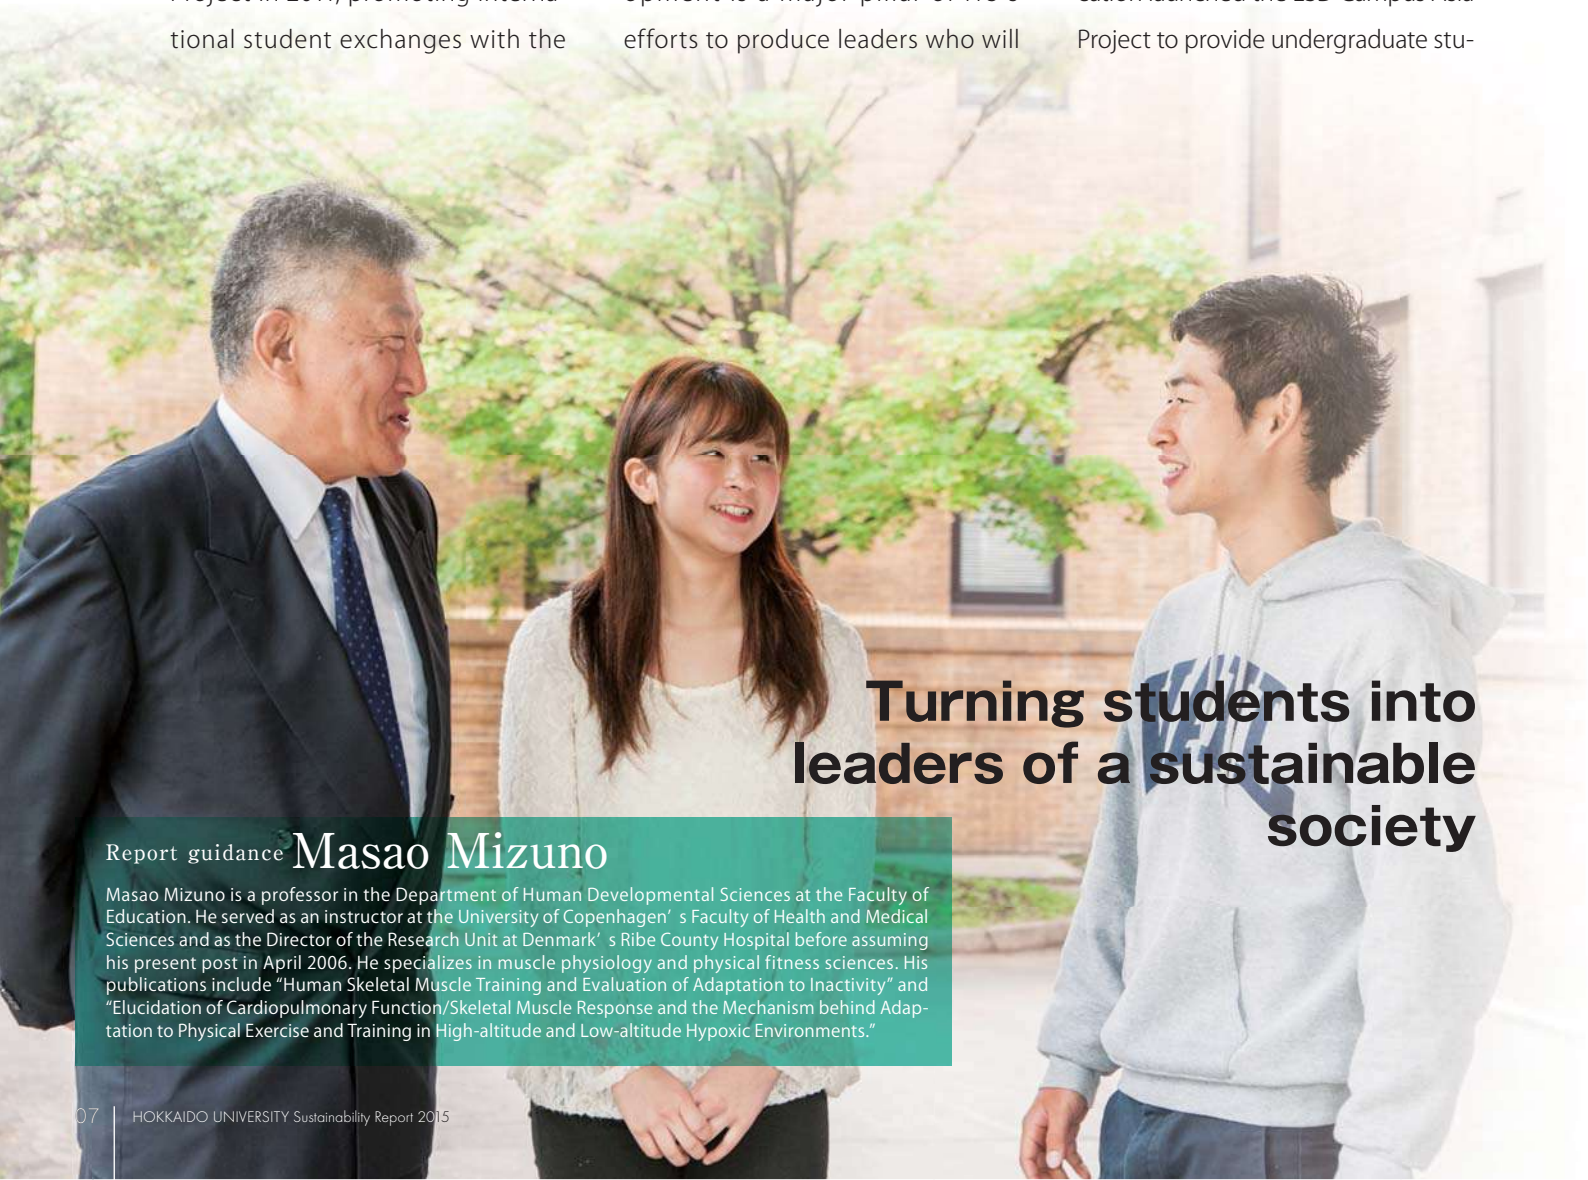 tional student exchanges with the
efforts to produce leaders who will
Project to provide undergraduate stu-
Turning students into
leaders of a sustainable
society
Report guidance Masao Mizuno
Masao Mizuno is a professor in the Department of Human Developmental Sciences at the Faculty of
Education. He served as an instructor at the University of Copenhagen’ s Faculty of Health and Medical
Sciences and as the Director of the Research Unit at Denmark’ s Ribe County Hospital before assuming
his present post in April 2006. He specializes in muscle physiology and physical fitness sciences. His
publications include “Human Skeletal Muscle Training and Evaluation of Adaptation to Inactivity” and
“Elucidation of Cardiopulmonary Function/Skeletal Muscle Response and the Mechanism behind Adap-
tation to Physical Exercise and Training in High-altitude and Low-altitude Hypoxic Environments.”
07
HOKKAIDO UNIVERSITY Sustainability Report 2015